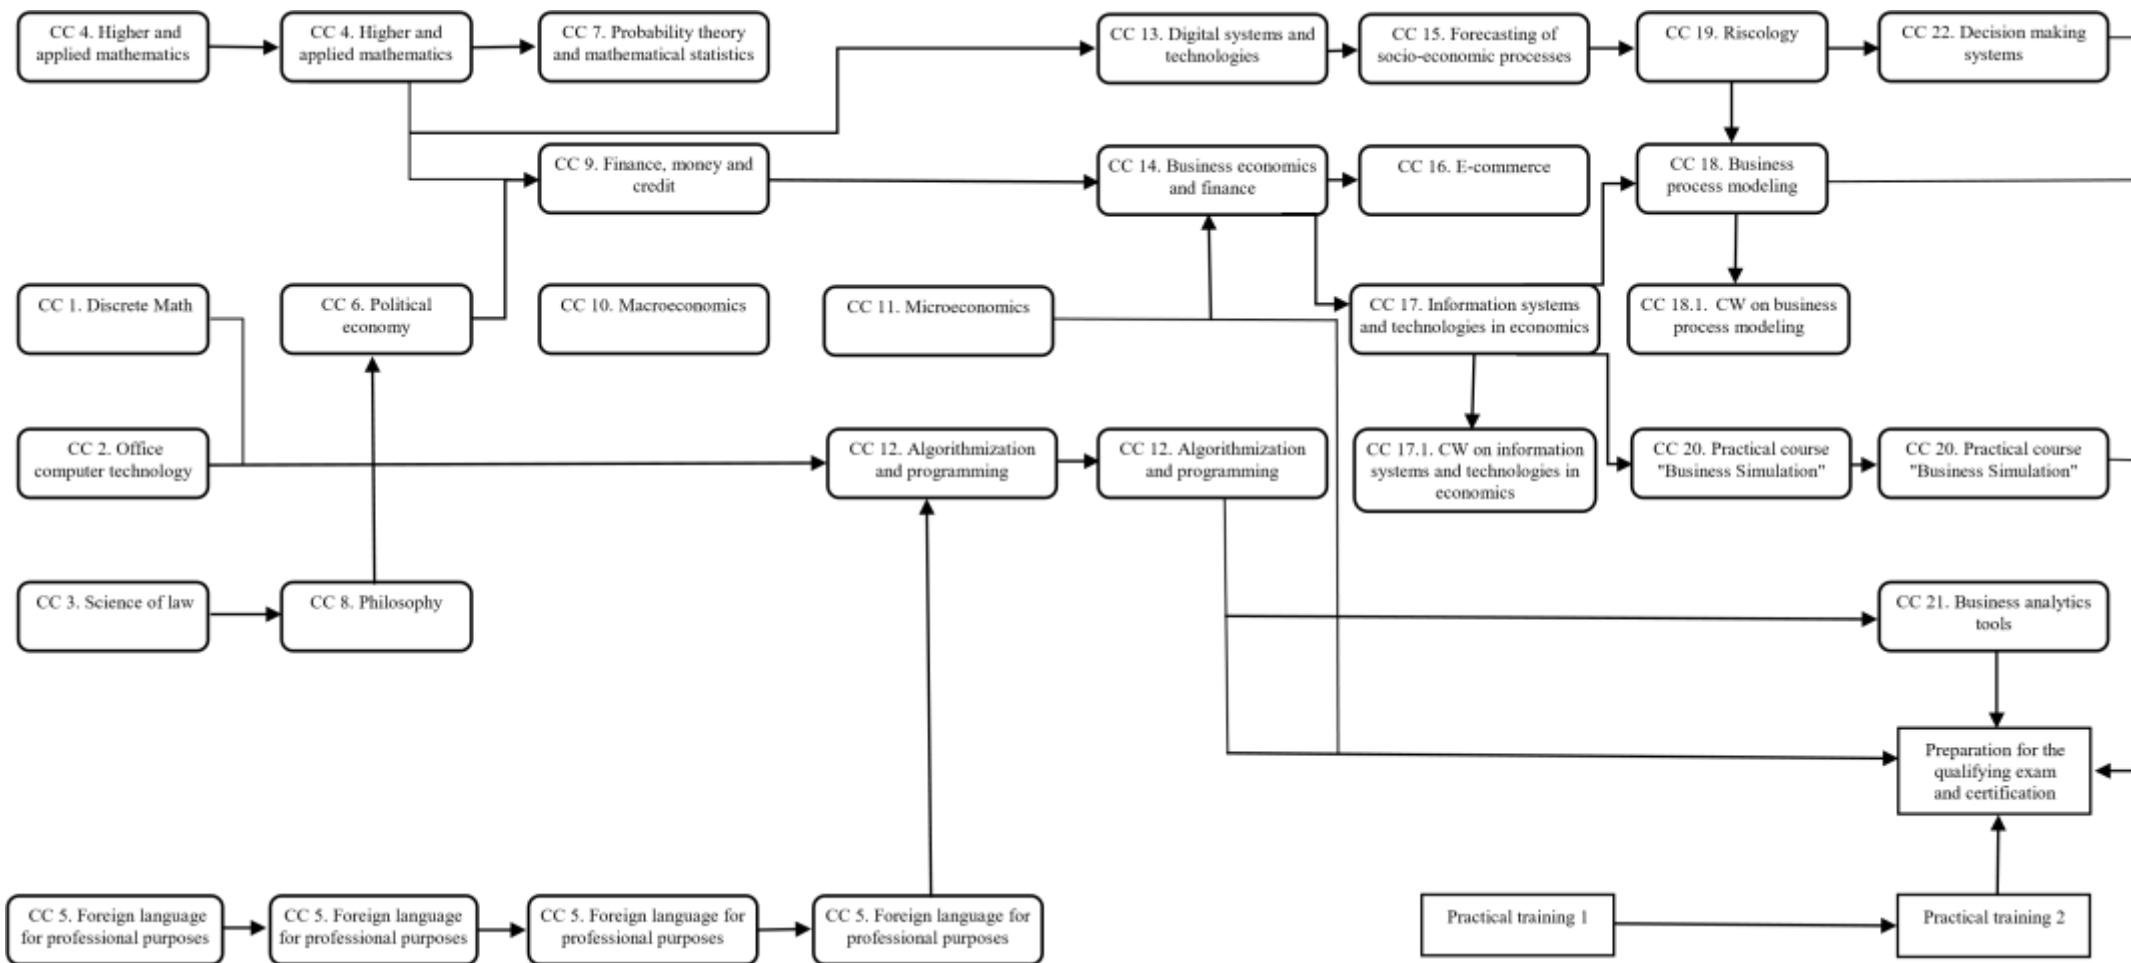 CC 4. Higher and
applied mathematics
CC 4. Higher and
applied mathematics
CC 7. Probability theory
and mathematical statistics
CC 13. Digital systems and
technologies
CC 15. Forecasting of
socio-economic processes
CC 19. Riscology
CC 22. Decision making
systems
CC 9. Finance, money and
credit
CC 14. Business economics
and finance
CC 16. E-commerce
CC 18. Business
process modeling
CC 1. Discrete Math
CC 6. Political
economy
CC 10. Macroeconomics
CC 11. Microeconomics
CC 17. Information systems
and technologies in economics
CC 18.1. CW on business
process modeling
CC 2. Office
computer technology
CC 12. Algorithmization
and programming
CC 12. Algorithmization
and programming
CC 17.1. CW on information
systems and technologies in
economics
CC 20. Practical course
"Business Simulation"
CC 20. Practical course
"Business Simulation"
CC 3. Science of law
CC 8. Philosophy
CC 21. Business analytics
tools
Preparation for the
qualifying exam
and certification
CC 5. Foreign language
for professional purposes
CC 5. Foreign language
for professional purposes
CC 5. Foreign language for
professional purposes
CC 5. Foreign language for
professional purposes
Practical training 1
Practical training 2